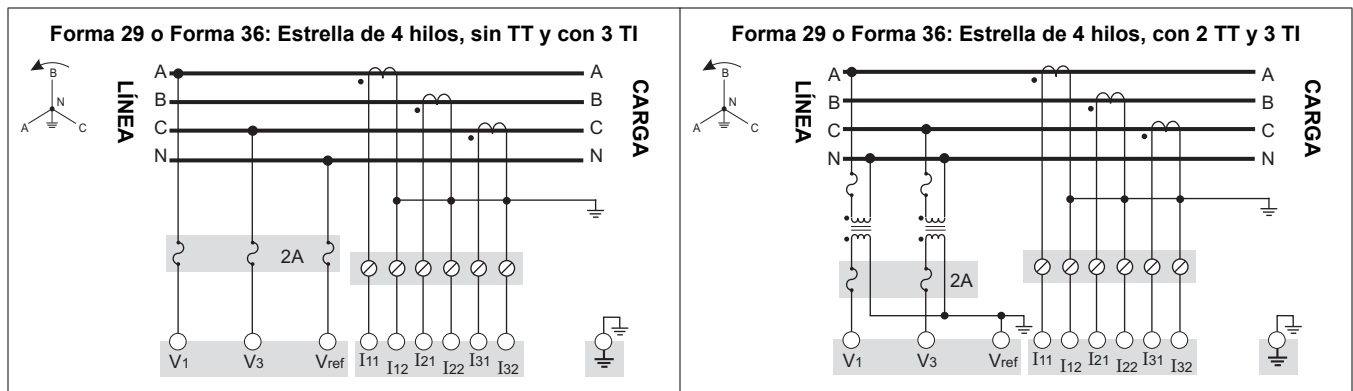 Forma 29 o Forma 36: Estrella de 4 hilos, sin TT y con 3 TI
B
N
A
C
LÍNEA
A
B
C
N
A
B
C
N
CARGA
2A
V1
V3
Vref
I11
I12
I21
I22
I31
I32
Forma 29 o Forma 36: Estrella de 4 hilos, con 2 TT y 3 TI
B
N
A
C
LÍNEA
A
B
C
N
A
B
C
N
CARGA
2A
V1
V3
Vref
I11
I12
I21
I22
I31
I32